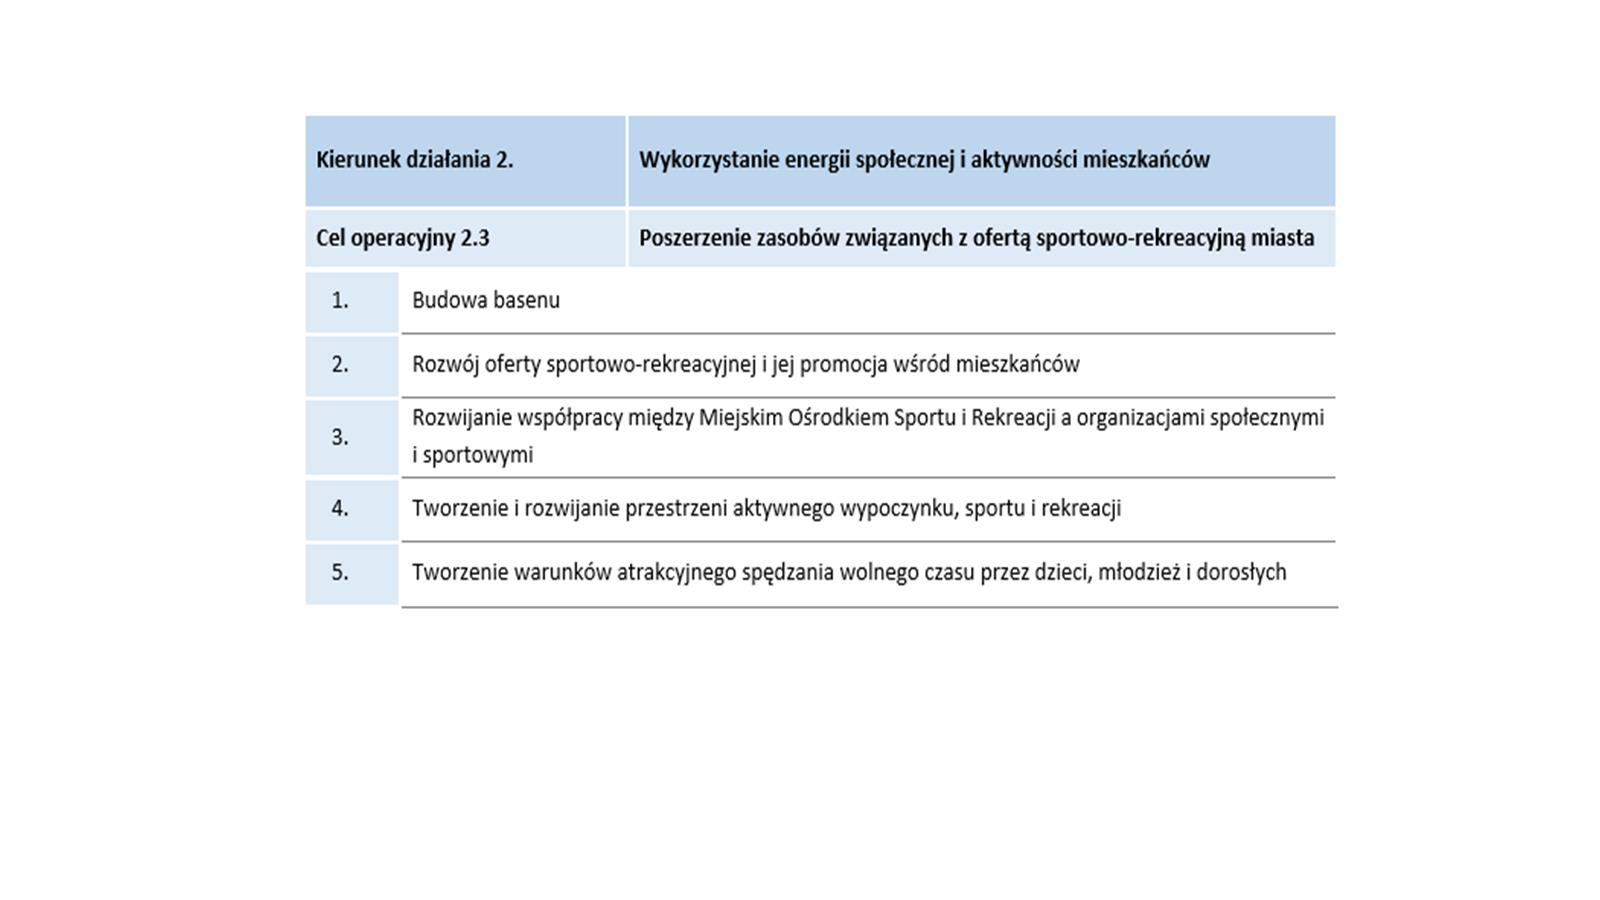 Kierunek działania 2.
Wykorzystanie energii społecznej i aktywności mieszkańców
Cel operacyjny 2.3
Poszerzenie zasobów związanych z ofertą sportowo-rekreacyjną miasta
1. Budowa basenu
2. Rozwój oferty sportowo-rekreacyjnej i jej promocja wśród mieszkańców
3. Rozwijanie współpracy między Miejskim Ośrodkiem Sportu i Rekreacji a organizacjami społecznymi
i sportowymi
4. Tworzenie i rozwijanie przestrzeni aktywnego wypoczynku, sportu i rekreacji
5. Tworzenie warunków atrakcyjnego spędzania wolnego czasu przez dzieci, młodzież i dorosłych